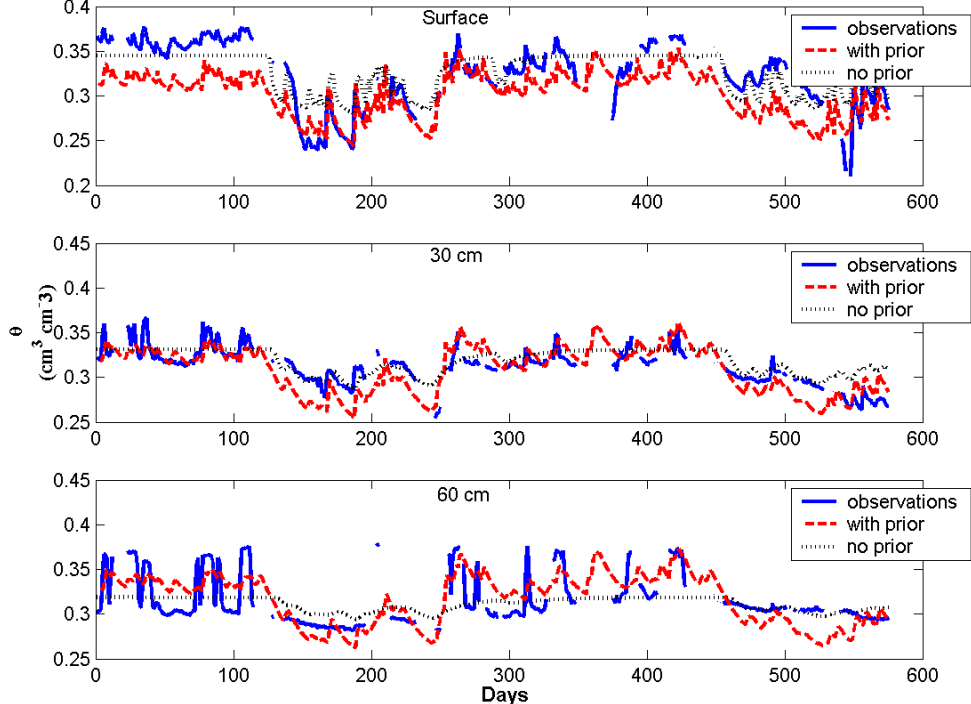 Surface
0.4
0.35
0.3
0.25
0.2
0 100 200 300 400 500 600
observations
with prior
no prior
30 cm
0.45
0.4
0.35
0.3
0.25
0 100 200 300 400 500 600
observations
with prior
no prior
θ
(cm³ cm⁻3)
60 cm
0.45
0.4
0.35
0.3
0.25
0 100 200 300 400 500 600
observations
with prior
no prior
Days